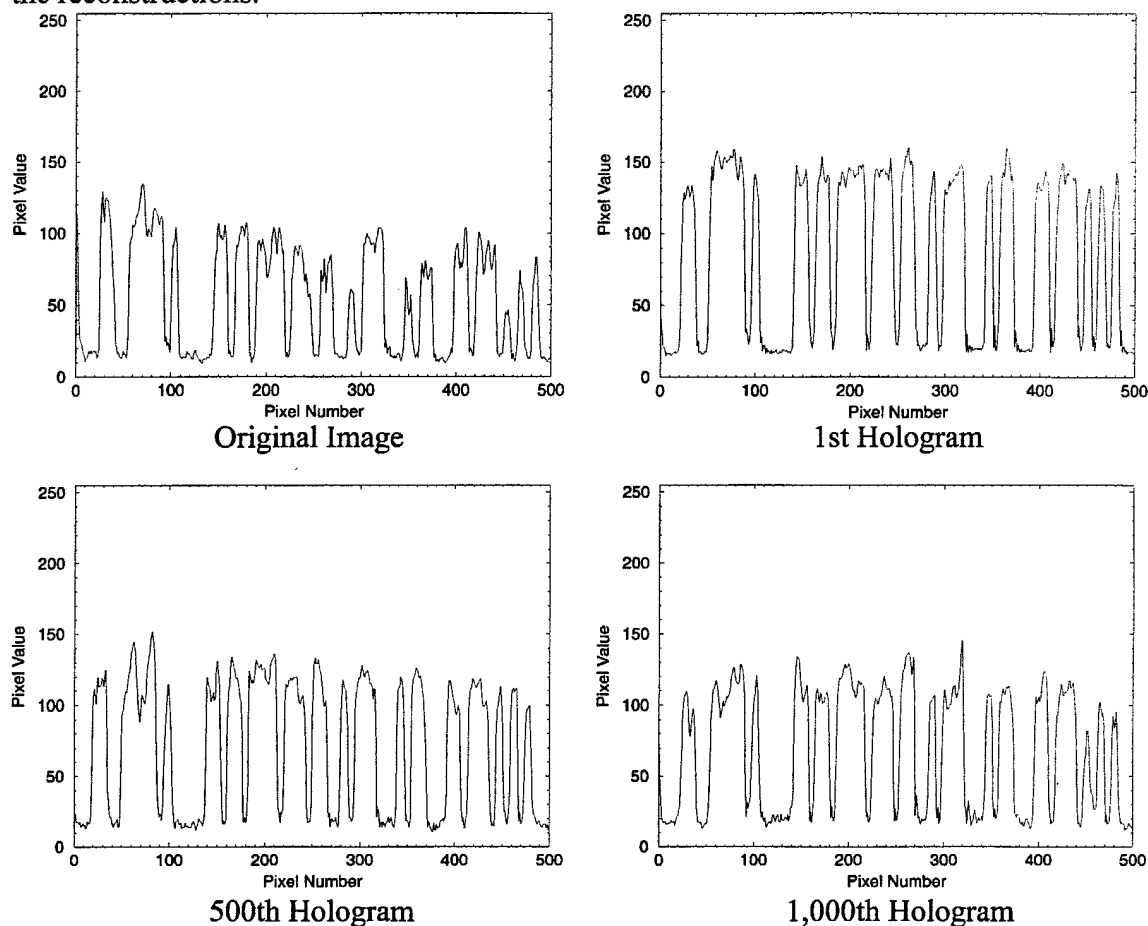 the reconstructions.
250
200
150
100
50
0
Pixel Value
0 100 200 300 400 500
Pixel Number
Original Image
250
200
150
100
50
0
Pixel Value
0 100 200 300 400 500
Pixel Number
1st Hologram
250
200
150
100
50
0
Pixel Value
0 100 200 300 400 500
Pixel Number
500th Hologram
250
200
150
100
50
0
Pixel Value
0 100 200 300 400 500
Pixel Number
1,000th Hologram